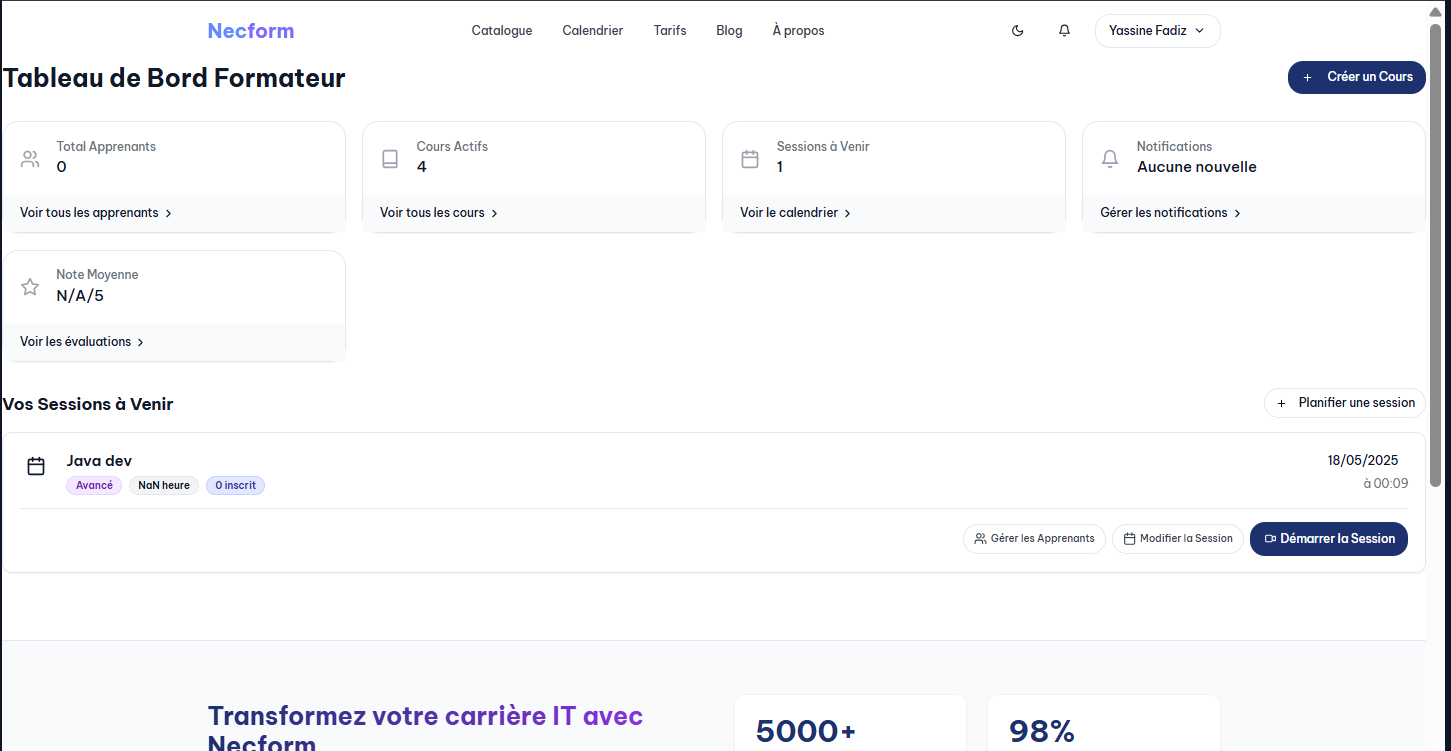 Necform
Catalogue
Calendrier
Tarifs
Blog
À propos
Yassine Fadiz
Tableau de Bord Formateur
+ Créer un Cours
Total Apprenants
0
Voir tous les apprenants
Cours Actifs
4
Voir tous les cours
Sessions à Venir
1
Voir le calendrier
Notifications
Aucune nouvelle
Gérer les notifications
Note Moyenne
N/A/5
Voir les évaluations
Vos Sessions à Venir
+ Planifier une session
Java dev
Avancé
NaN heure
0 inscrit
18/05/2025
à 00:09
Gérer les Apprenants
Modifier la Session
Démarrer la Session
Transformez votre carrière IT avec
Necform
5000+
98%